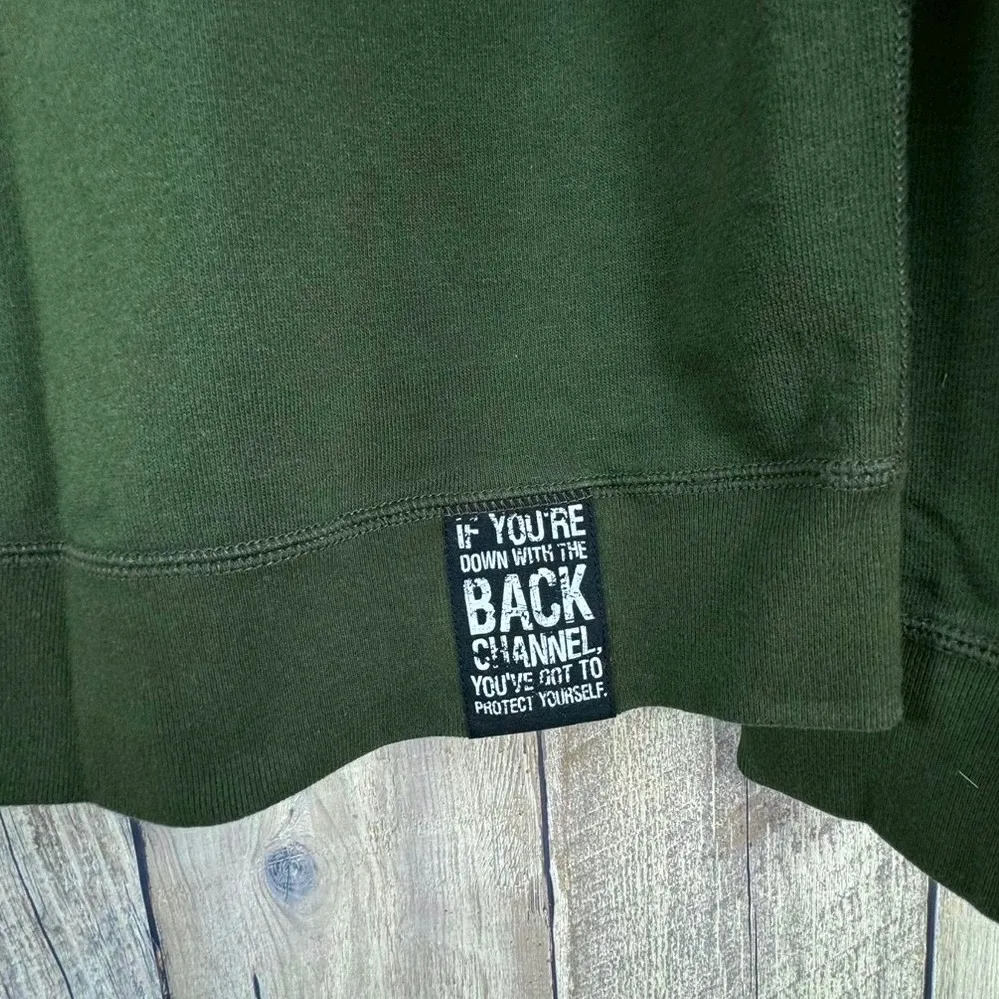 IF YOU'RE
DOWN WITH THE
BACK
CHANNEL,
YOU'VE GOT TO
PROTECT YOURSELF.